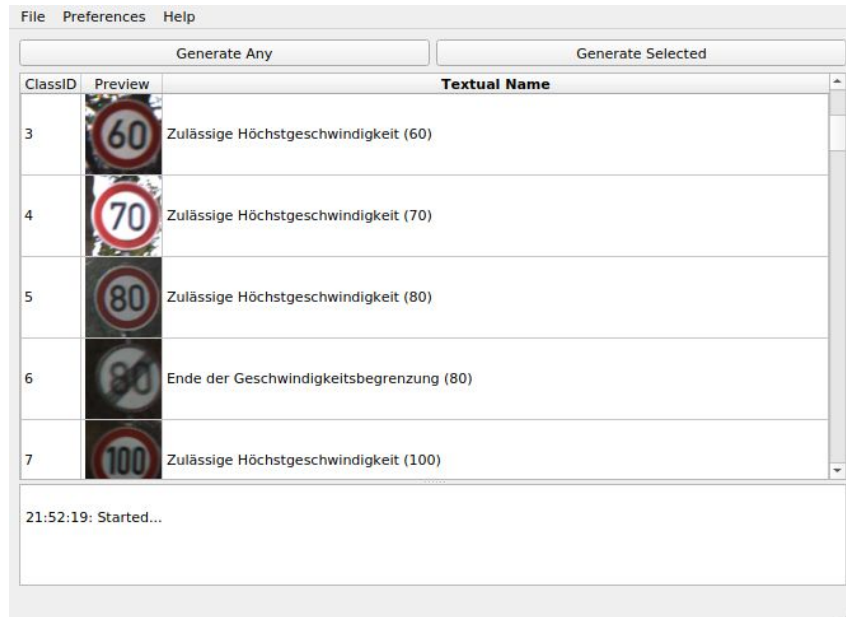 File Preferences Help
Generate Any Generate Selected
ClassID Preview Textual Name
3 60 Zulässige Höchstgeschwindigkeit (60)
4 70 Zulässige Höchstgeschwindigkeit (70)
5 80 Zulässige Höchstgeschwindigkeit (80)
6 80 Ende der Geschwindigkeitsbegrenzung (80)
7 100 Zulässige Höchstgeschwindigkeit (100)
21:52:19: Started...